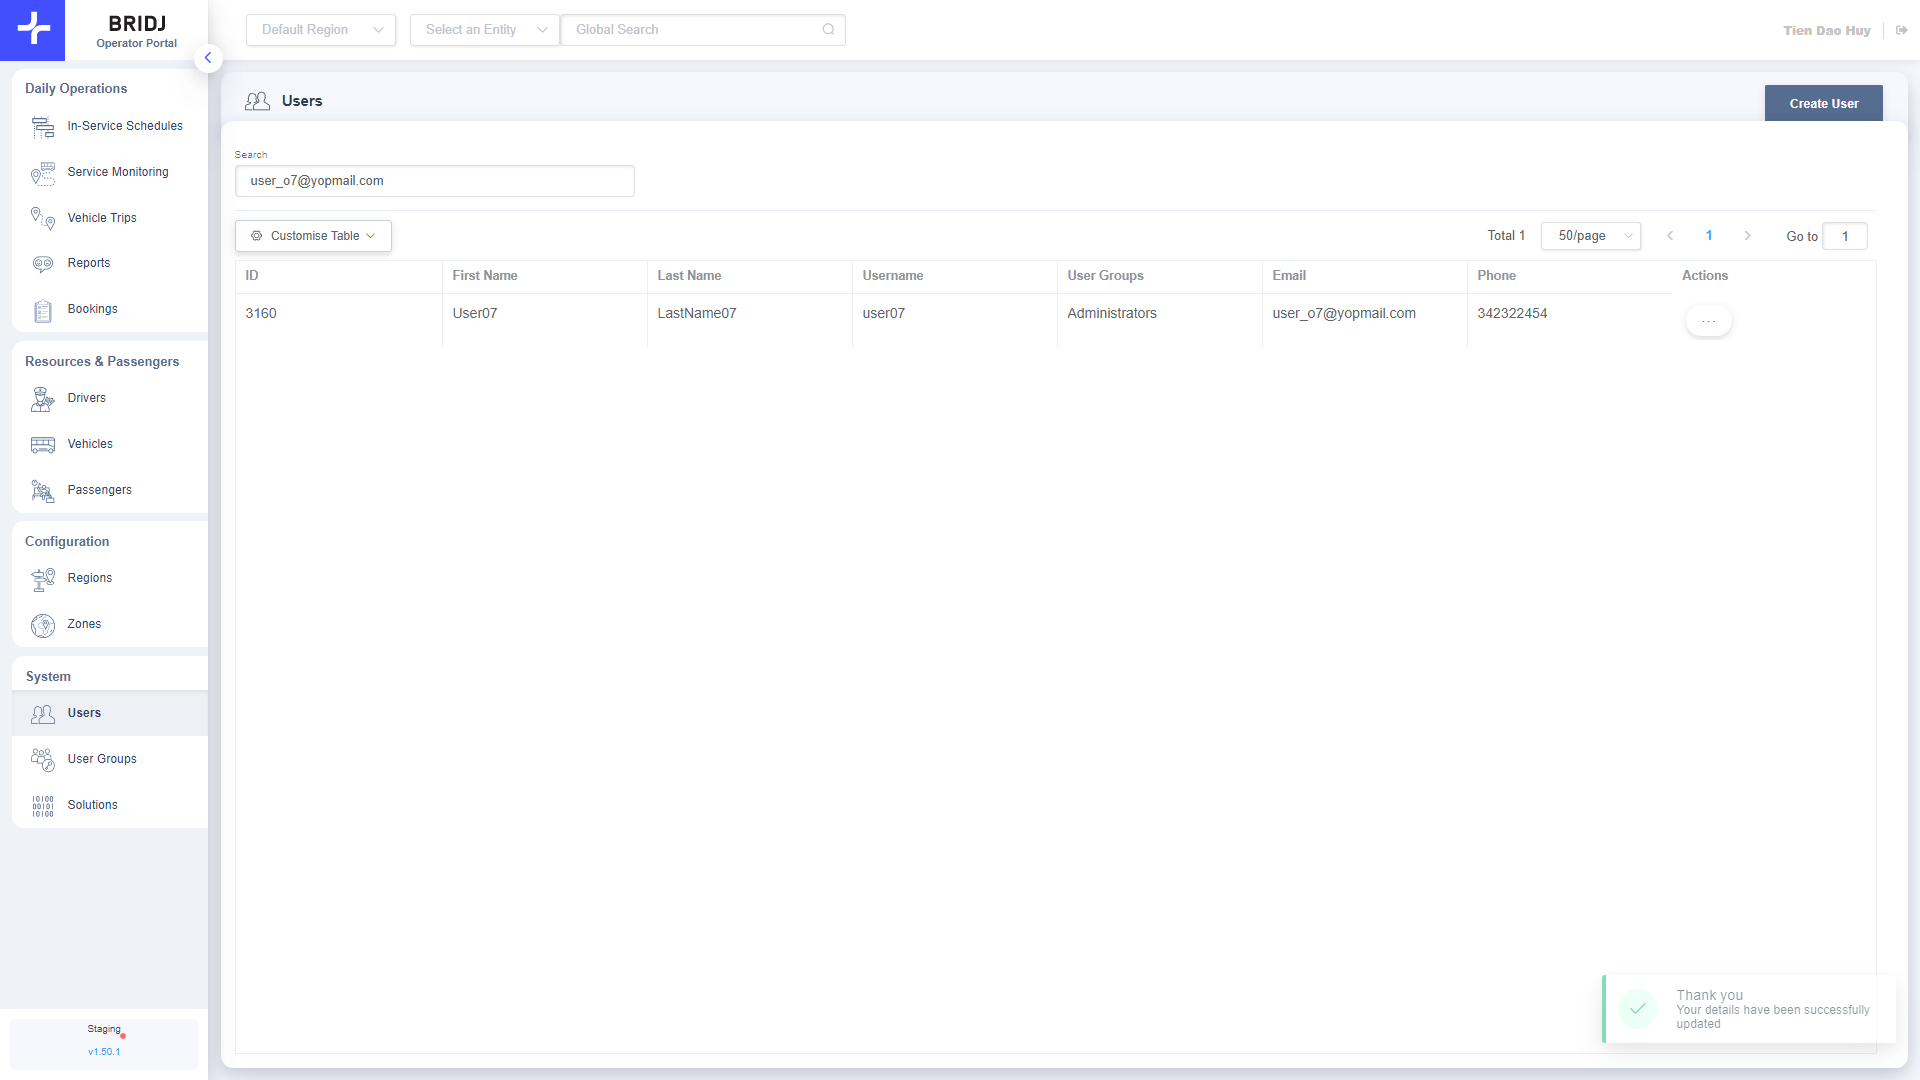 BRIDJ
Operator Portal
Default Region
Select an Entity
Global Search
Tien Dao Huy
Daily Operations
In-Service Schedules
Service Monitoring
Vehicle Trips
Reports
Bookings
Resources & Passengers
Drivers
Vehicles
Passengers
Configuration
Regions
Zones
System
Users
User Groups
10100
00101
10100
Solutions
Staging
v1.50.1
Users
Create User
Search
user_o7@yopmail.com
Customise Table
Total 1
50/page
1
Go to
1
ID First Name Last Name Username User Groups Email Phone Actions
3160 User07 LastName07 user07 Administrators user_o7@yopmail.com 342322454 ...
Thank you
Your details have been successfully
updated